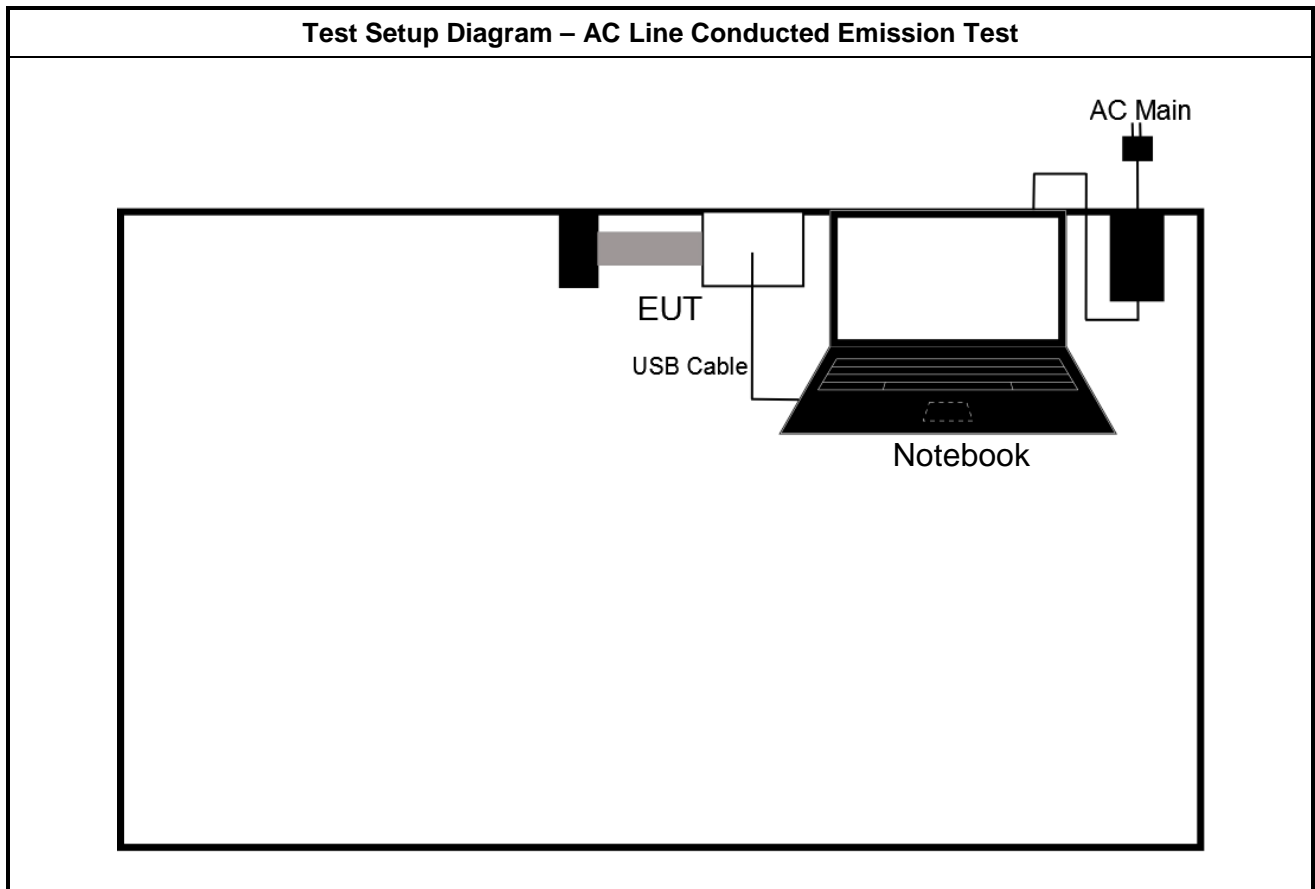 Test Setup Diagram – AC Line Conducted Emission Test
AC Main
EUT
USB Cable
Notebook